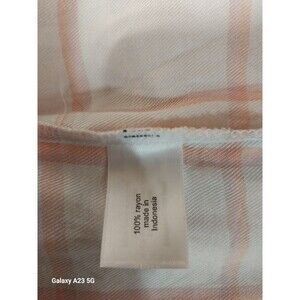 100% rayon
made in
Indonesia
Galaxy A23 5G